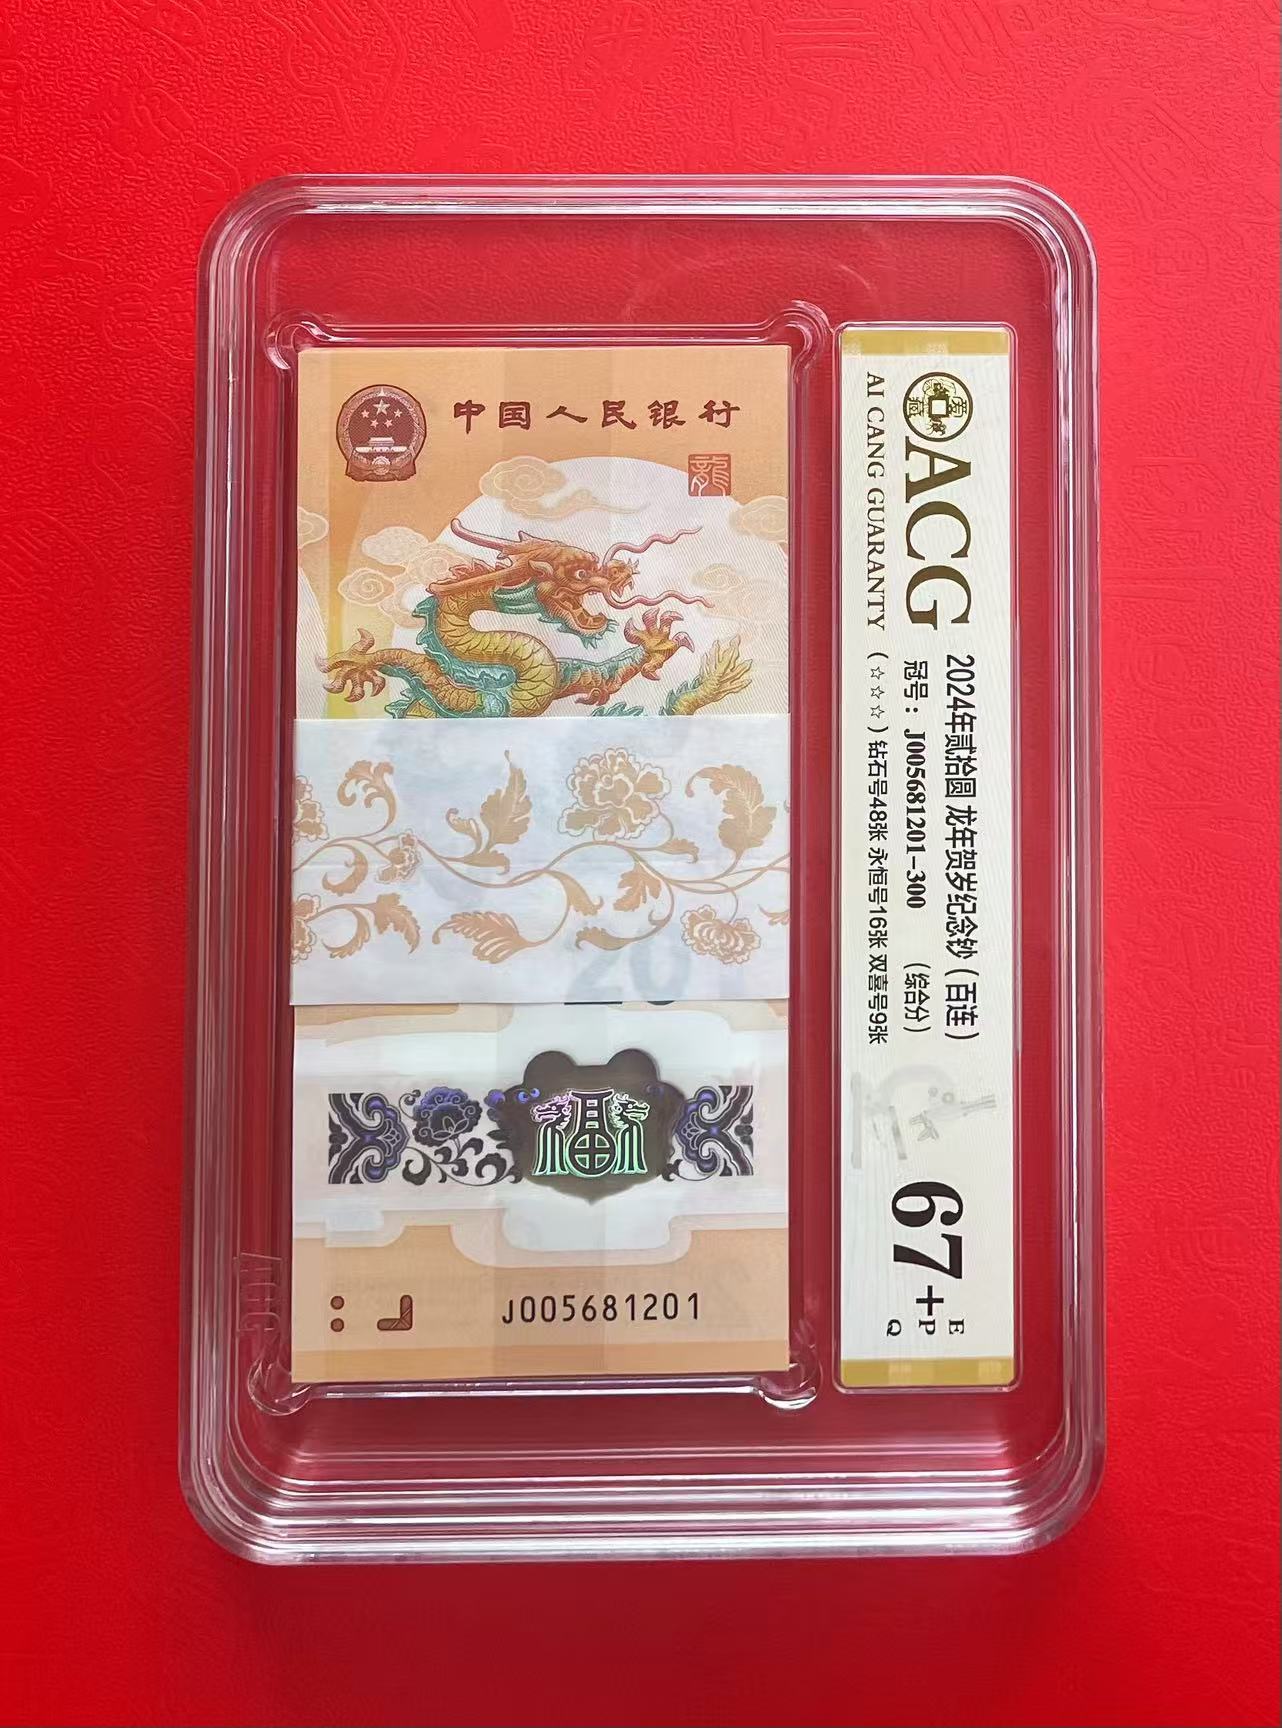 中国人民银行
龍
20
J005681201
ACG
AI CANG GUARANTY
2024年贰拾圆 龙年贺岁纪念钞（百连）
冠号：J005681201-300 （综合分）
（☆☆☆）钻石号48张 永恒号16张 双喜号9张
67+
E
P
Q